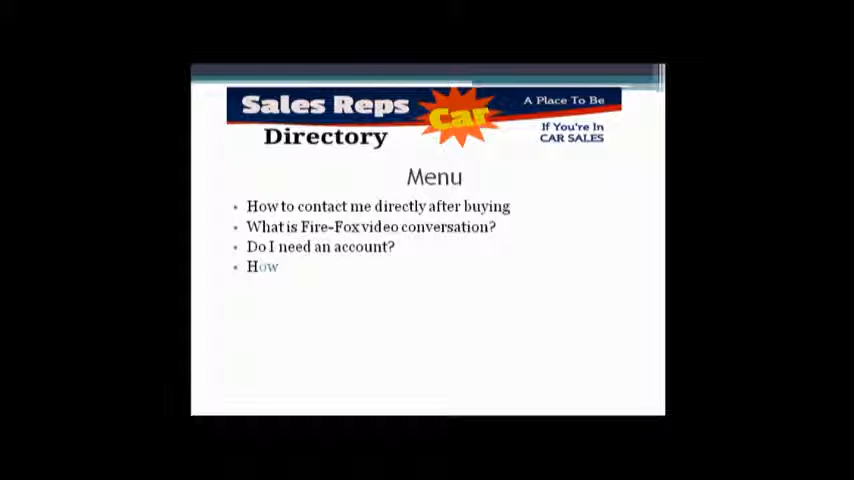 Sales Reps Car A Place To Be
Directory If You're In
CAR SALES
Menu
• How to contact me directly after buying
• What is Fire-Fox video conversation?
• Do I need an account?
• How